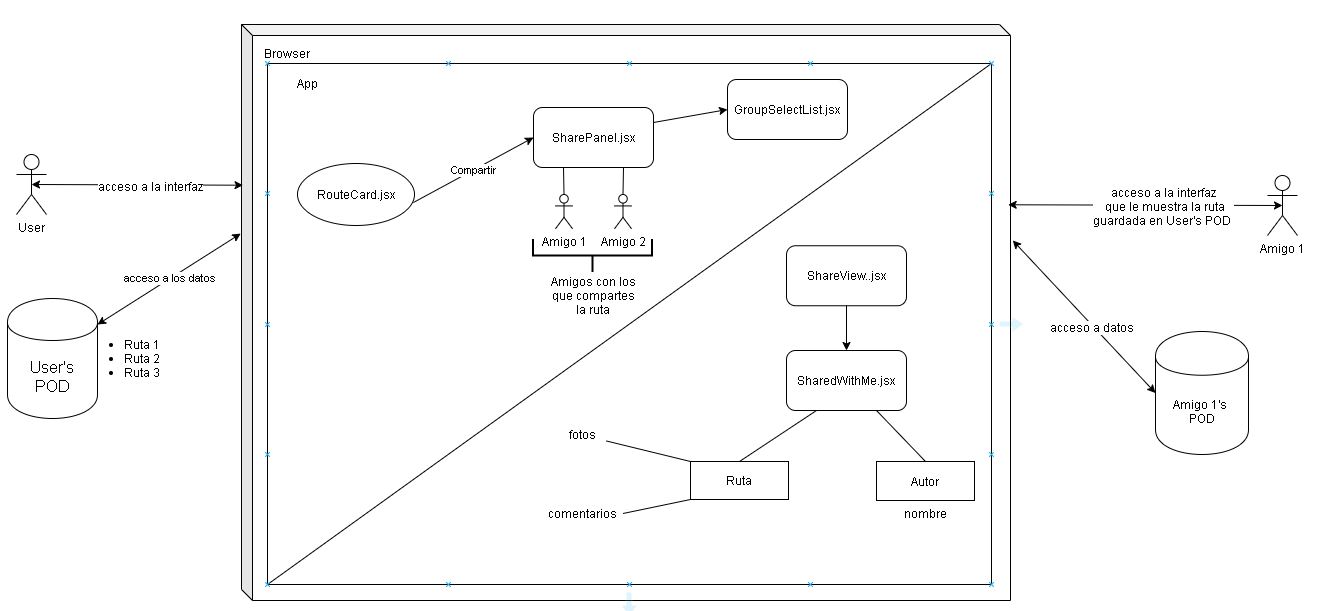 Browser
App
GroupSelectList.jsx
SharePanel.jsx
Compartir
RouteCard.jsx
Amigo 1
Amigo 2
Amigos con los
que compartes
la ruta
acceso a la interfaz
User
acceso a los datos
User's
POD
• Ruta 1
• Ruta 2
• Ruta 3
ShareView..jsx
SharedWithMe.jsx
fotos
Ruta
comentarios
Autor
nombre
acceso a la interfaz
que le muestra la ruta
guardada en User's POD
Amigo 1
acceso a datos
Amigo 1's
POD